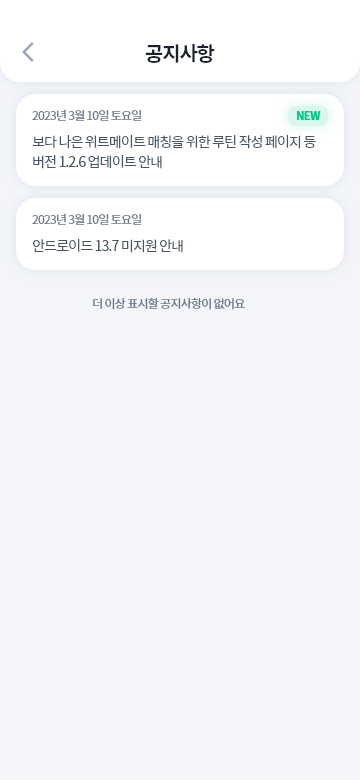 공지사항
2023년 3월 10일 토요일 NEW
보다 나은 위트메이트 매칭을 위한 루틴 작성 페이지 등
버전 1.2.6 업데이트 안내
2023년 3월 10일 토요일
안드로이드 13.7 미지원 안내
더 이상 표시할 공지사항이 없어요